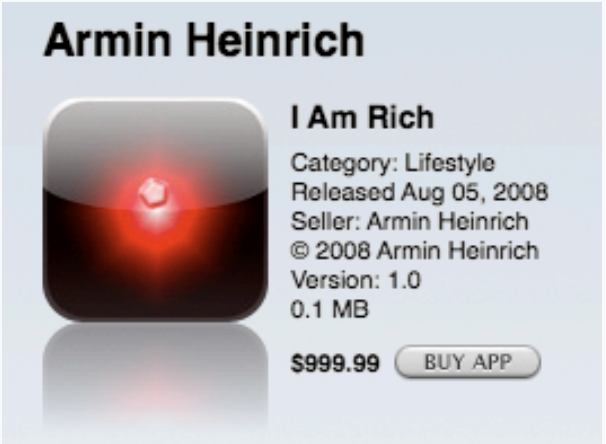 Armin Heinrich
I Am Rich
Category: Lifestyle
Released Aug 05, 2008
Seller: Armin Heinrich
© 2008 Armin Heinrich
Version: 1.0
0.1 MB
$999.99 BUY APP